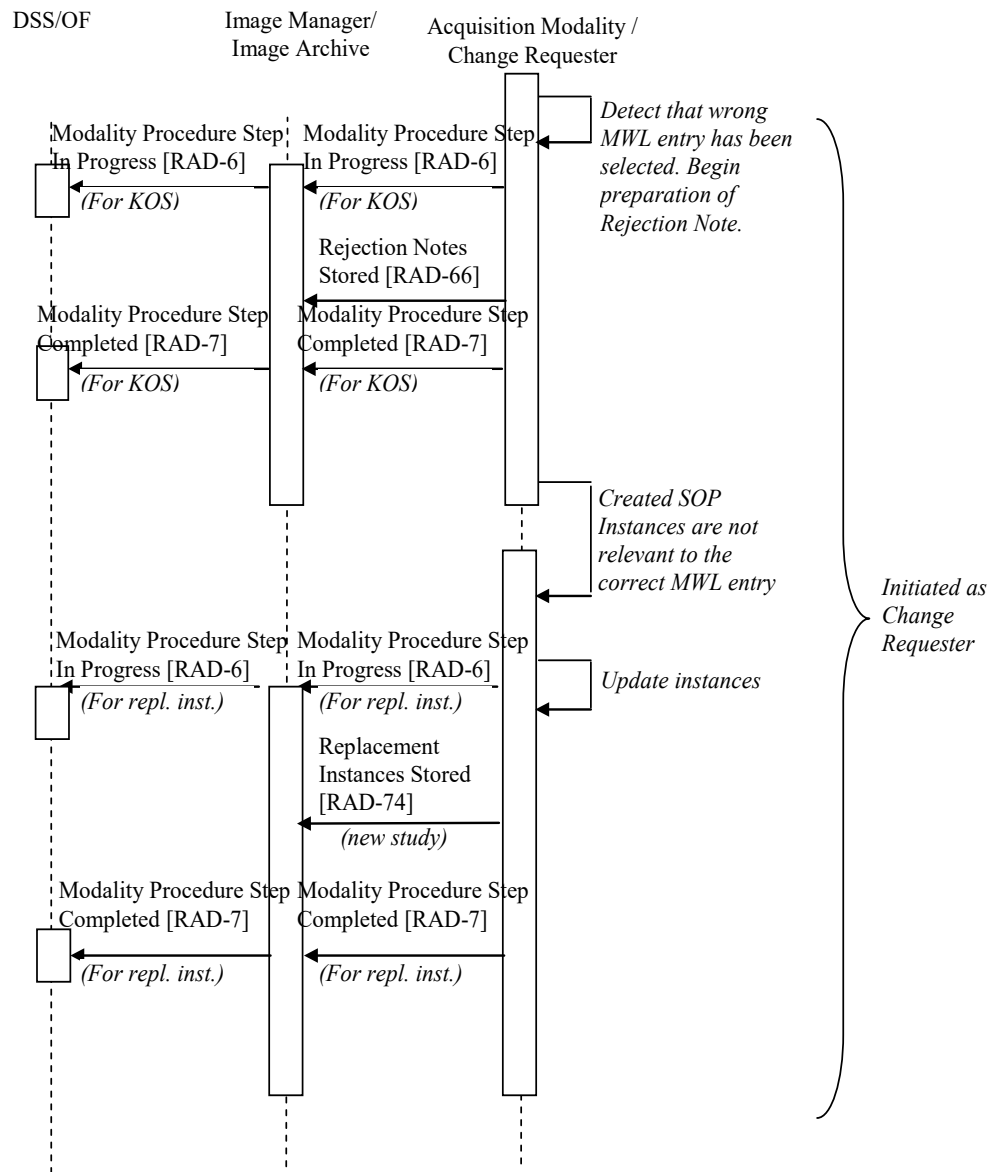 DSS/OF
Image Manager/
Image Archive
Acquisition Modality /
Change Requester
Detect that wrong
MWL entry has been
selected. Begin
preparation of
Rejection Note.
Modality Procedure Step
In Progress [RAD-6]
(For KOS)
Modality Procedure Step
In Progress [RAD-6]
(For KOS)
Rejection Notes
Stored [RAD-66]
Modality Procedure Step
Completed [RAD-7]
(For KOS)
Modality Procedure Step
Completed [RAD-7]
(For KOS)
Created SOP
Instances are not
relevant to the
correct MWL entry
Initiated as
Change
Requester
Modality Procedure Step
In Progress [RAD-6]
(For repl. inst.)
Modality Procedure Step
In Progress [RAD-6]
(For repl. inst.)
Update instances
Replacement
Instances Stored
[RAD-74]
(new study)
Modality Procedure Step
Completed [RAD-7]
(For repl. inst.)
Modality Procedure Step
Completed [RAD-7]
(For repl. inst.)